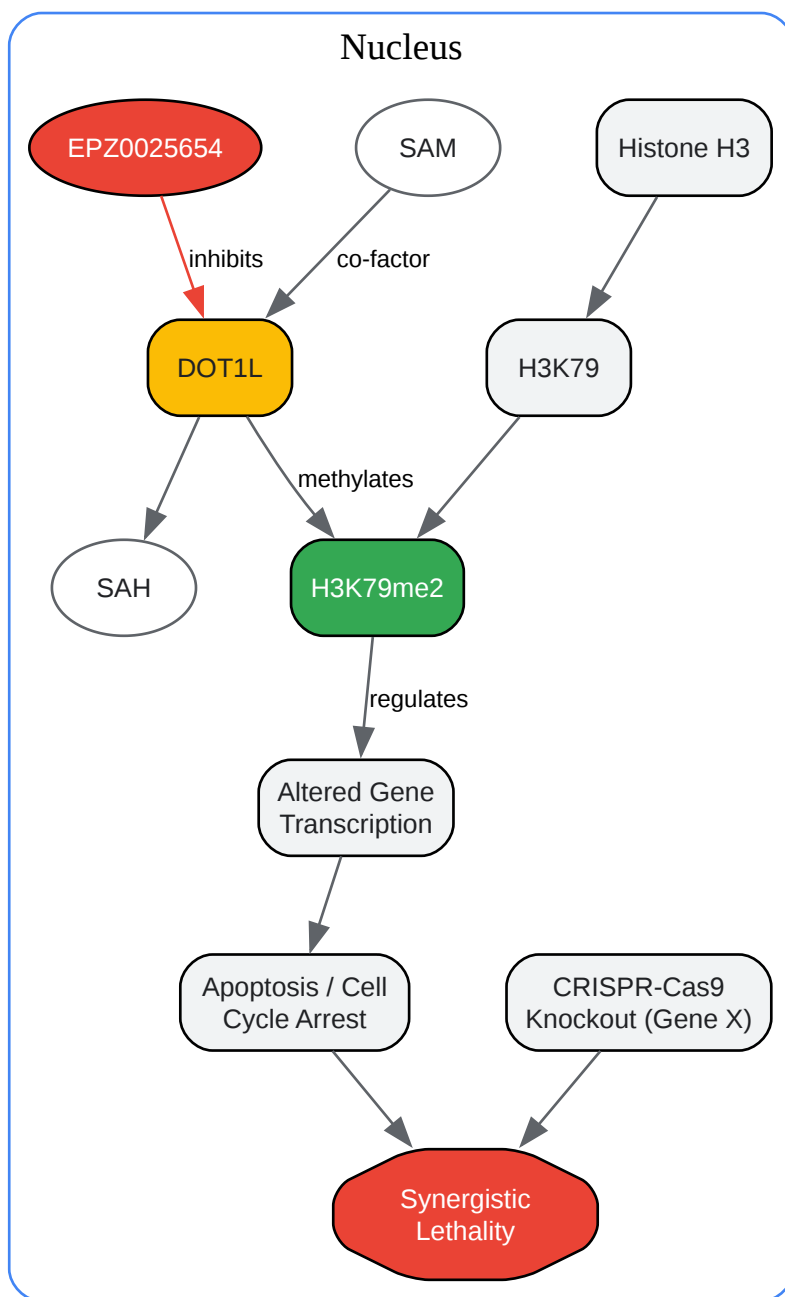 Nucleus
EPZ0025654
SAM
Histone H3
inhibits
co-factor
DOT1L
H3K79
methylates
SAH
H3K79me2
regulates
Altered Gene
Transcription
Apoptosis / Cell
Cycle Arrest
CRISPR-Cas9
Knockout (Gene X)
Synergistic
Lethality